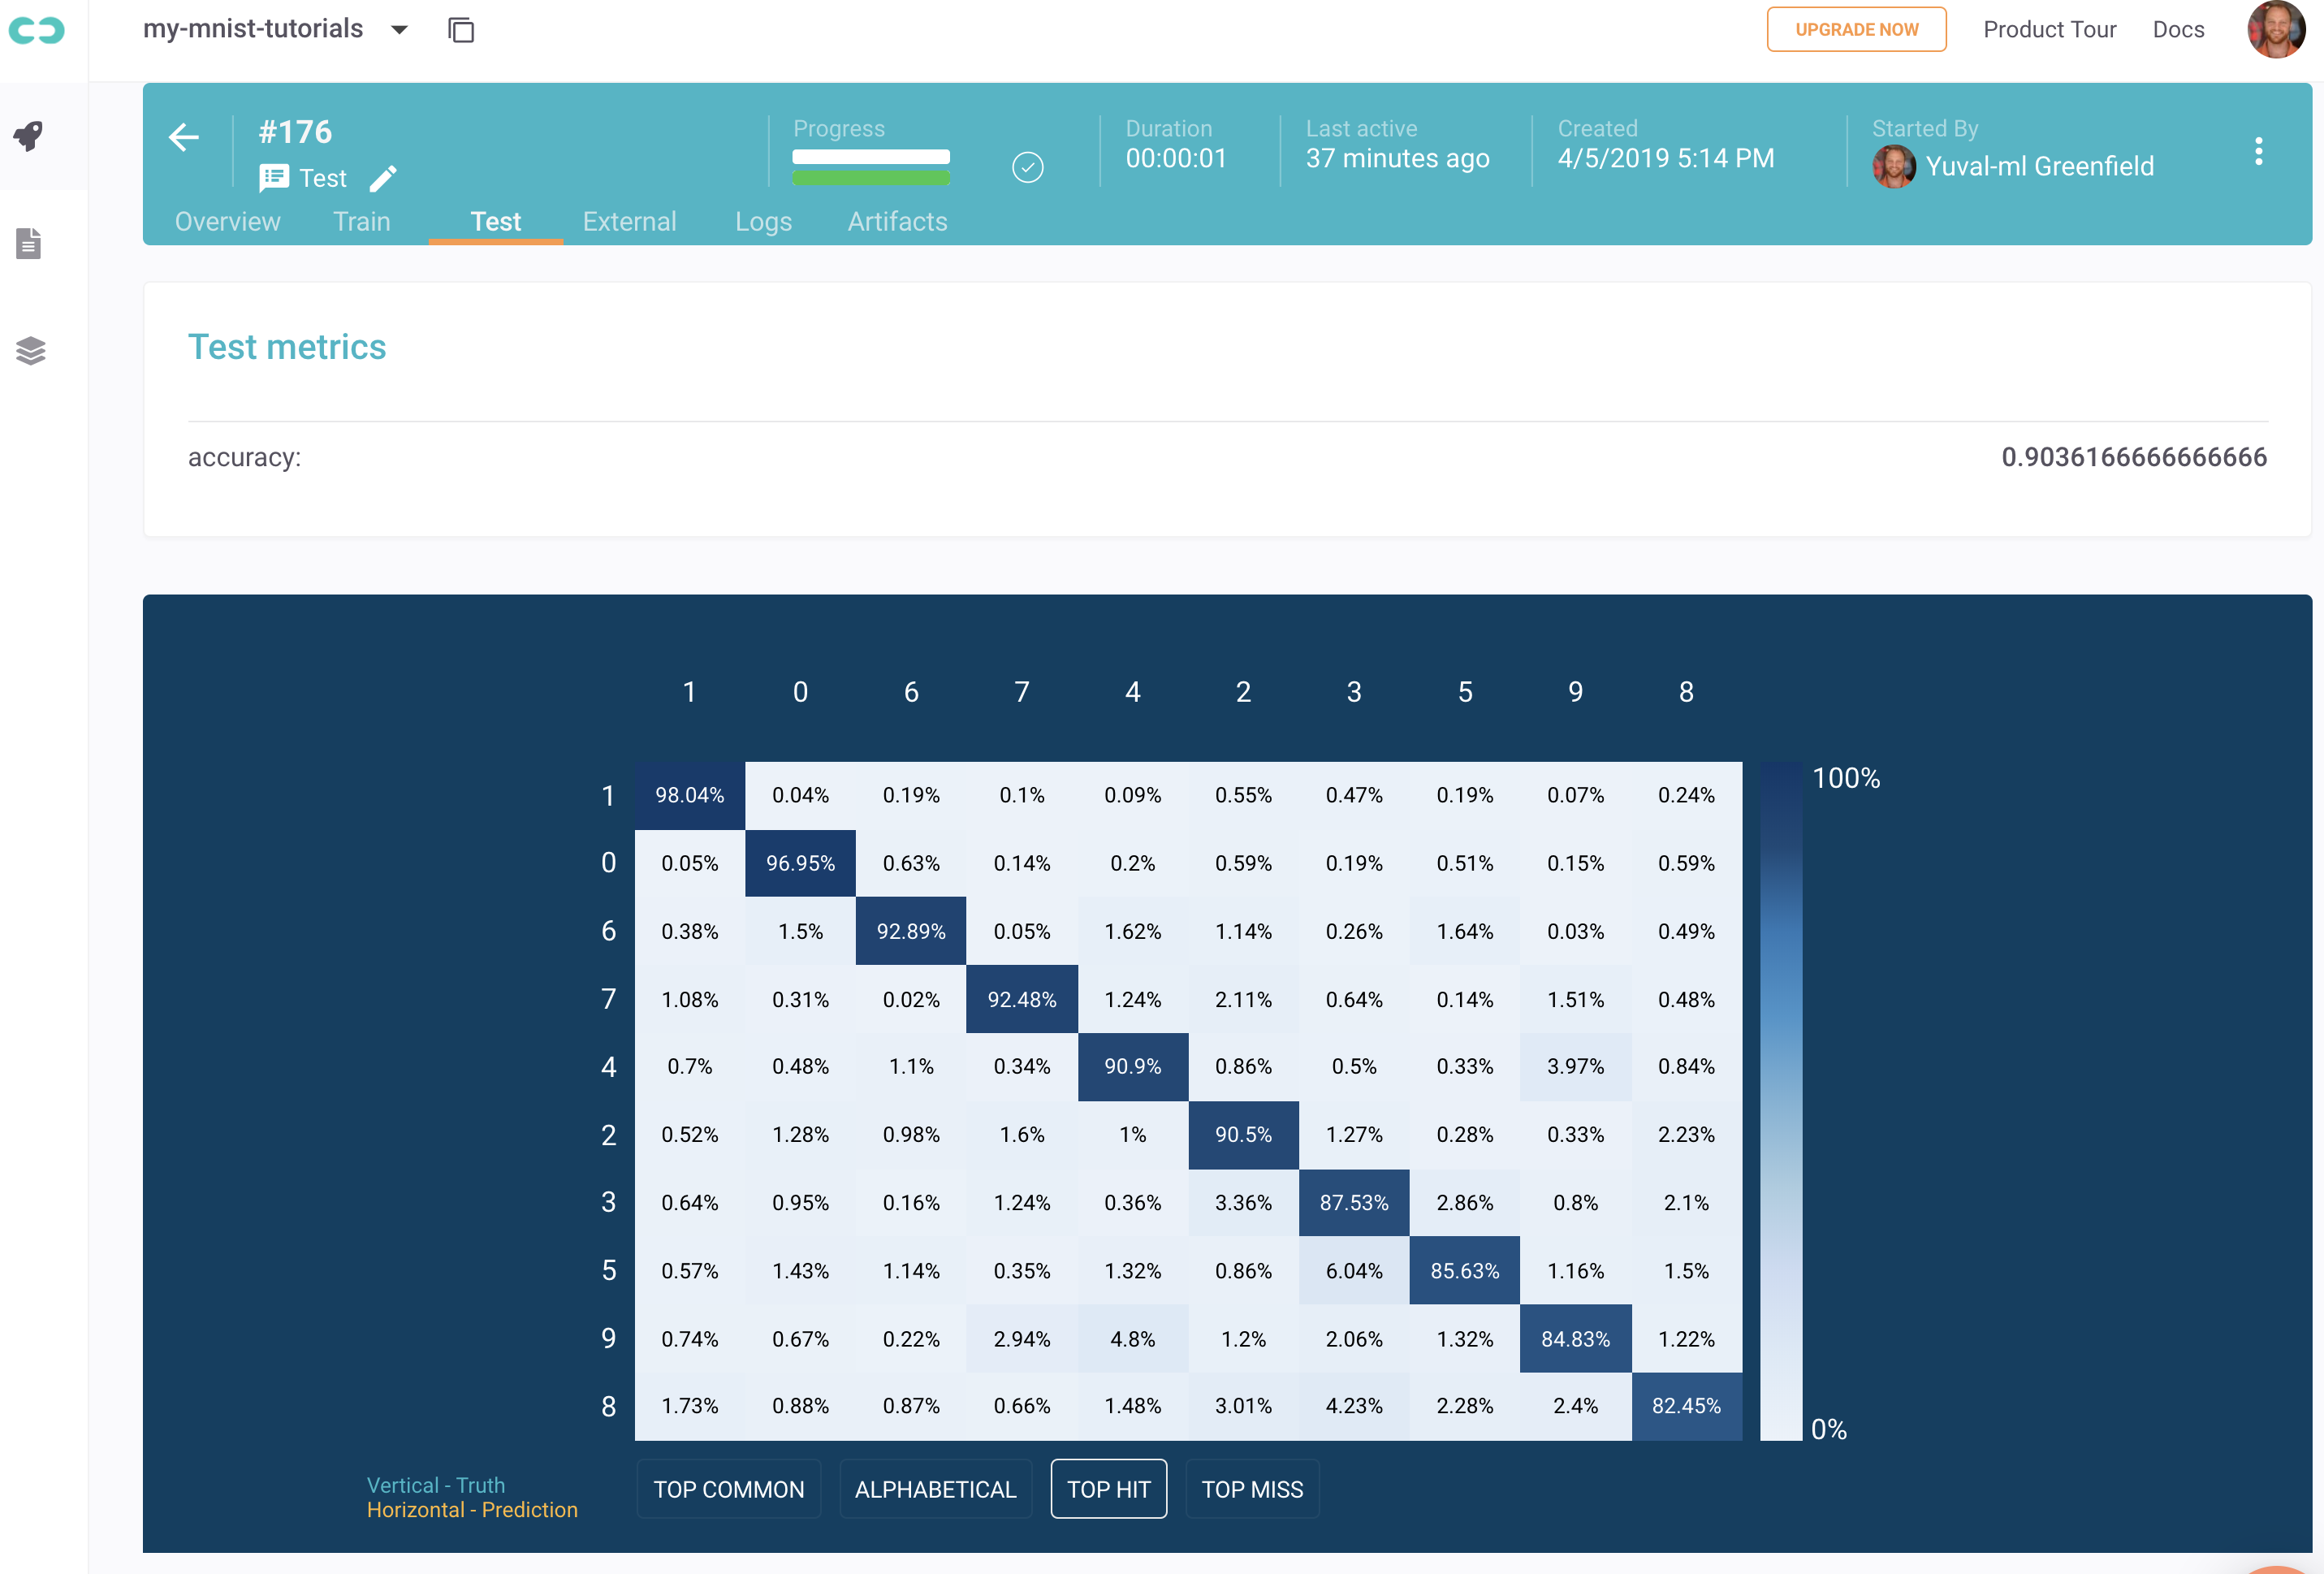 my-mnist-tutorials
UPGRADE NOW
Product Tour
Docs
#176
Test
Progress
Duration
00:00:01
Last active
37 minutes ago
Created
4/5/2019 5:14 PM
Started By
Yuval-ml Greenfield
Overview Train Test External Logs Artifacts
Test metrics
accuracy: 0.9036166666666666
1 0 6 7 4 2 3 5 9 8
1 98.04% 0.04% 0.19% 0.1% 0.09% 0.55% 0.47% 0.19% 0.07% 0.24%
0 0.05% 96.95% 0.63% 0.14% 0.2% 0.59% 0.19% 0.51% 0.15% 0.59%
6 0.38% 1.5% 92.89% 0.05% 1.62% 1.14% 0.26% 1.64% 0.03% 0.49%
7 1.08% 0.31% 0.02% 92.48% 1.24% 2.11% 0.64% 0.14% 1.51% 0.48%
4 0.7% 0.48% 1.1% 0.34% 90.9% 0.86% 0.5% 0.33% 3.97% 0.84%
2 0.52% 1.28% 0.98% 1.6% 1% 90.5% 1.27% 0.28% 0.33% 2.23%
3 0.64% 0.95% 0.16% 1.24% 0.36% 3.36% 87.53% 2.86% 0.8% 2.1%
5 0.57% 1.43% 1.14% 0.35% 1.32% 0.86% 6.04% 85.63% 1.16% 1.5%
9 0.74% 0.67% 0.22% 2.94% 4.8% 1.2% 2.06% 1.32% 84.83% 1.22%
8 1.73% 0.88% 0.87% 0.66% 1.48% 3.01% 4.23% 2.28% 2.4% 82.45%
100%
0%
Vertical - Truth
Horizontal - Prediction
TOP COMMON ALPHABETICAL TOP HIT TOP MISS